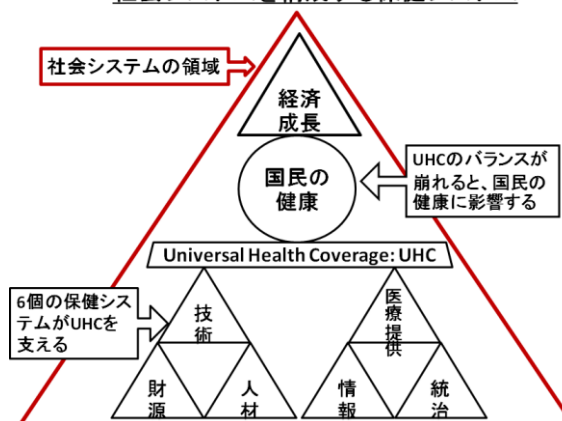 社会システムの領域
経済
成長
UHCのバランスが
崩れると、国民の
健康に影響する
国民の
健康
Universal Health Coverage: UHC
6個の保健シス
テムがUHCを
支える
技術
医療提供
財源
人材
情報
統治